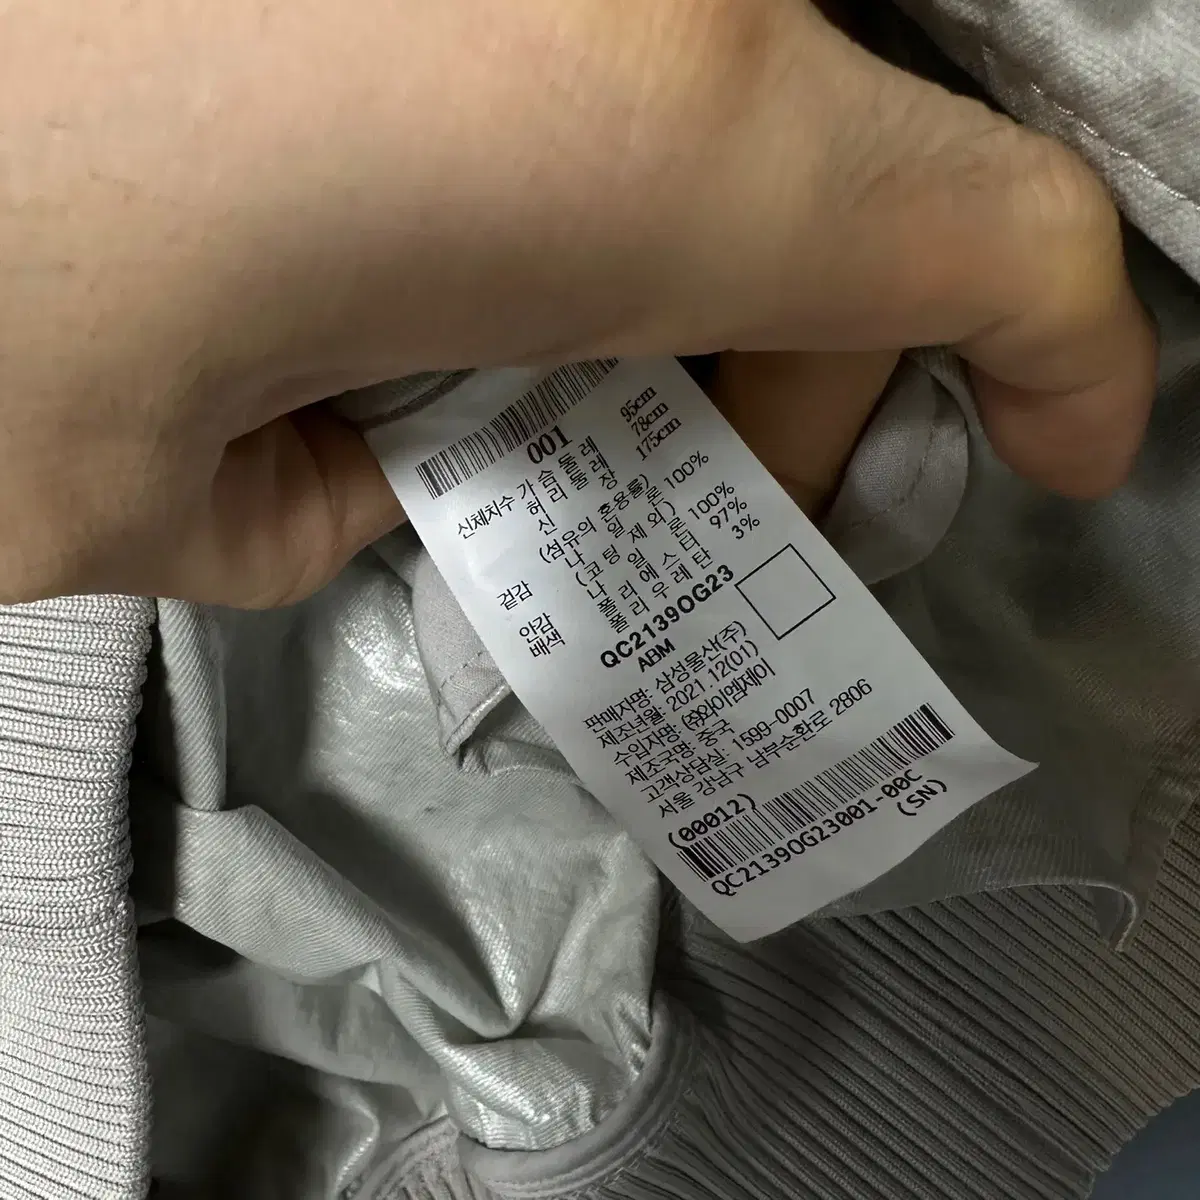 001
신체치수 가슴둘레 95cm
허리둘레 78cm
신장 175cm
(섬유의 혼용률)
겉감 나일론 100%
(코팅제외)
안감 나일론 100%
배색 폴리에스터 97%
폴리우레탄 3%
QC2139OG23
ABM
판매자명: 삼성물산(주)
제조년월: 2021.12(01)
수입자명: ㈜와이엠제이
제조국명: 중국
고객상담실: 1599-0007
서울 강남구 남부순환로 2806
(00012)
QC2139OG23001-00C
(SN)